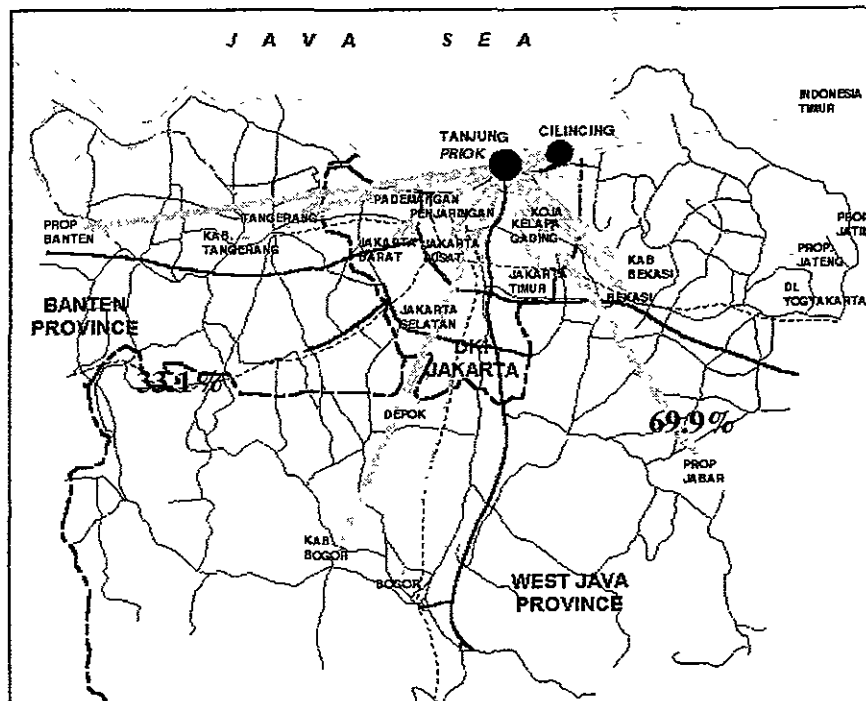 J A V A S E A
INDONESIA
TIMUR
TANJUNG
PRIOK
CILINCING
PADEMANGAN
PENJARINGAN
TANGERANG
KOJA
KELAPA
GADING
PROP
BANTEN
KAB.
TANGERANG
JAKARTA
BARAT
JAKARTA
PUSAT
JAKARTA
TIMUR
KAB
BEKASI
BEKASI
PROP.
JATENG
DI.
YOGYAKARTA
BANTEN
PROVINCE
JAKARTA
SELATAN
DKI
JAKARTA
33.1%
DEPOK
69.9%
PROP
JABAR
KAB.
BOGOR
BOGOR
WEST JAVA
PROVINCE